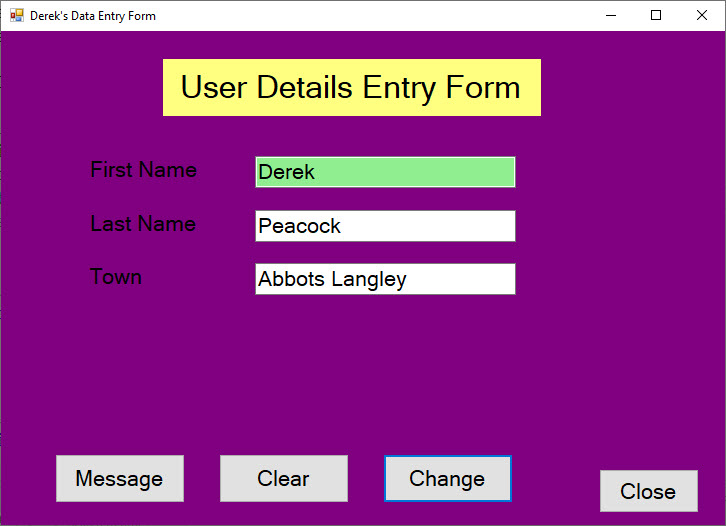 Derek's Data Entry Form
User Details Entry Form
First Name Derek
Last Name Peacock
Town Abbots Langley
Message Clear Change Close